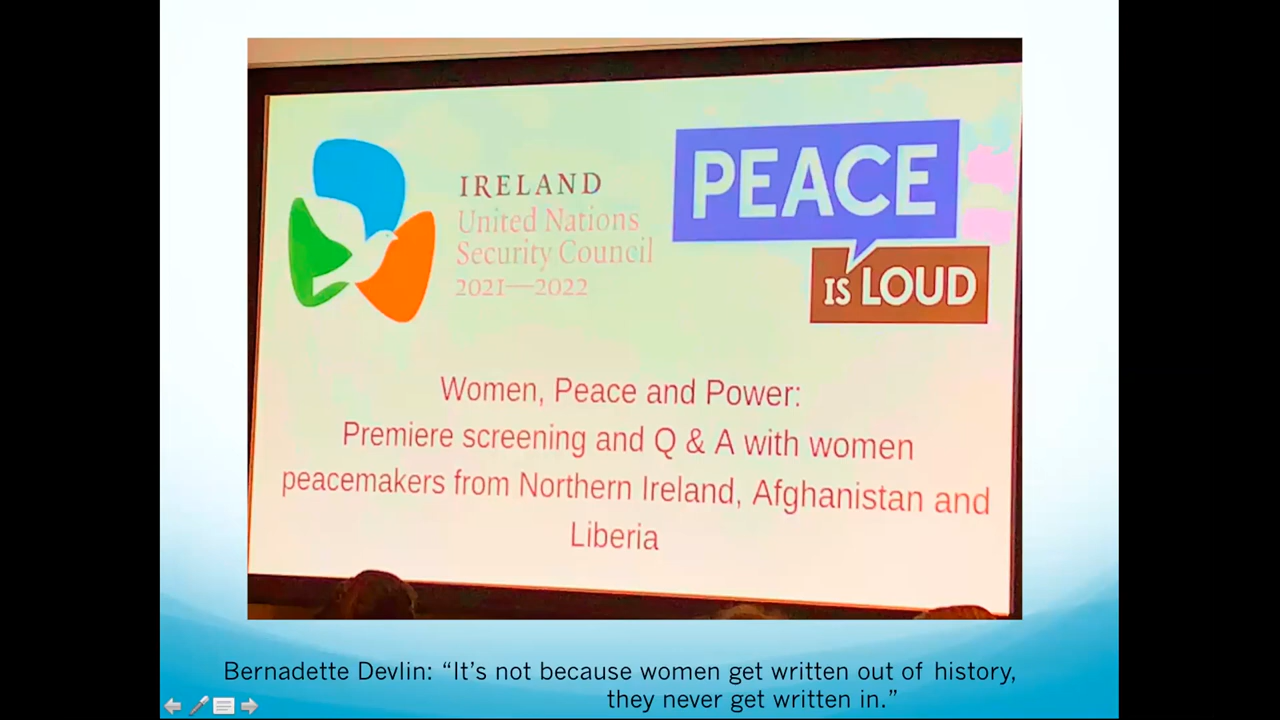 IRELAND
United Nations
Security Council
2021—2022
PEACE
IS LOUD
Women, Peace and Power:
Premiere screening and Q & A with women
peacemakers from Northern Ireland, Afghanistan and
Liberia
Bernadette Devlin: “It’s not because women get written out of history,
they never get written in.”